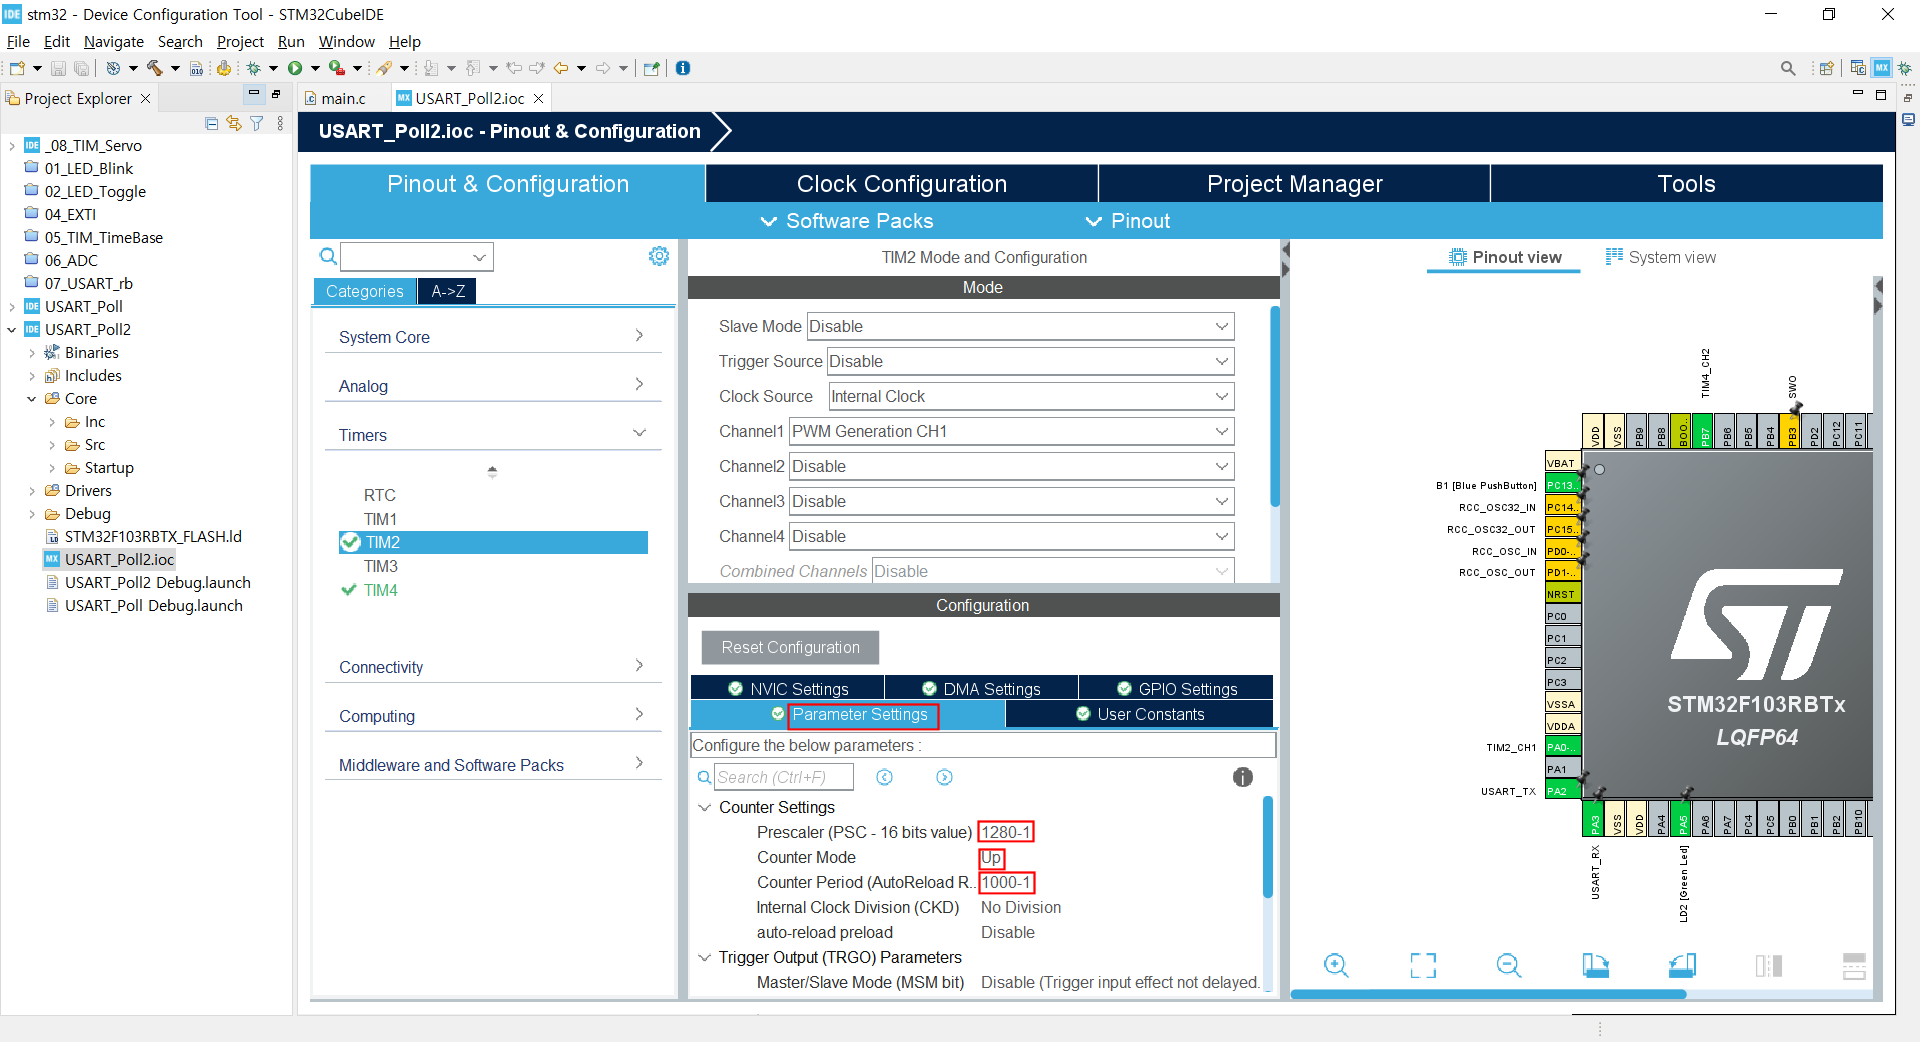 IDE stm32 - Device Configuration Tool - STM32CubeIDE
File Edit Navigate Search Project Run Window Help
Project Explorer
main.c
MX USART_Poll2.ioc
USART_Poll2.ioc - Pinout & Configuration
IDE _08_TIM_Servo
01_LED_Blink
02_LED_Toggle
04_EXTI
05_TIM_TimeBase
06_ADC
07_USART_rb
IDE USART_Poll
IDE USART_Poll2
Binaries
Includes
Core
Inc
Src
Startup
Drivers
Debug
STM32F103RBTX_FLASH.ld
MX USART_Poll2.ioc
USART_Poll2 Debug.launch
USART_Poll Debug.launch
Pinout & Configuration
Clock Configuration
Project Manager
Tools
Software Packs
Pinout
Categories
A->Z
System Core
Analog
Timers
RTC
TIM1
TIM2
TIM3
TIM4
Connectivity
Computing
Middleware and Software Packs
TIM2 Mode and Configuration
Mode
Slave Mode Disable
Trigger Source Disable
Clock Source Internal Clock
Channel1 PWM Generation CH1
Channel2 Disable
Channel3 Disable
Channel4 Disable
Combined Channels Disable
Configuration
Reset Configuration
NVIC Settings
DMA Settings
GPIO Settings
Parameter Settings
User Constants
Configure the below parameters :
Search (Ctrl+F)
Counter Settings
Prescaler (PSC - 16 bits value) 1280-1
Counter Mode Up
Counter Period (AutoReload R.. 1000-1
Internal Clock Division (CKD) No Division
auto-reload preload Disable
Trigger Output (TRGO) Parameters
Master/Slave Mode (MSM bit) Disable (Trigger input effect not delayed.
Pinout view
System view
TIM4_CH2
SWO
VDD
VSS
PB9
PB8
BOO..
PB7
PB6
PB5
PB4
PB3
PD2
PC12
PC11
VBAT
B1 [Blue PushButton] PC13..
RCC_OSC32_IN PC14..
RCC_OSC32_OUT PC15..
RCC_OSC_IN PD0-..
RCC_OSC_OUT PD1-..
NRST
PC0
PC1
PC2
PC3
VSSA
VDDA
TIM2_CH1 PA0-..
PA1
USART_TX PA2
ST
STM32F103RBTx
LQFP64
PA3
VSS
VDD
PA4
PA5
PA6
PA7
PC4
PC5
PB0
PB1
PB2
PB10
USART_RX
LD2 [Green Led]